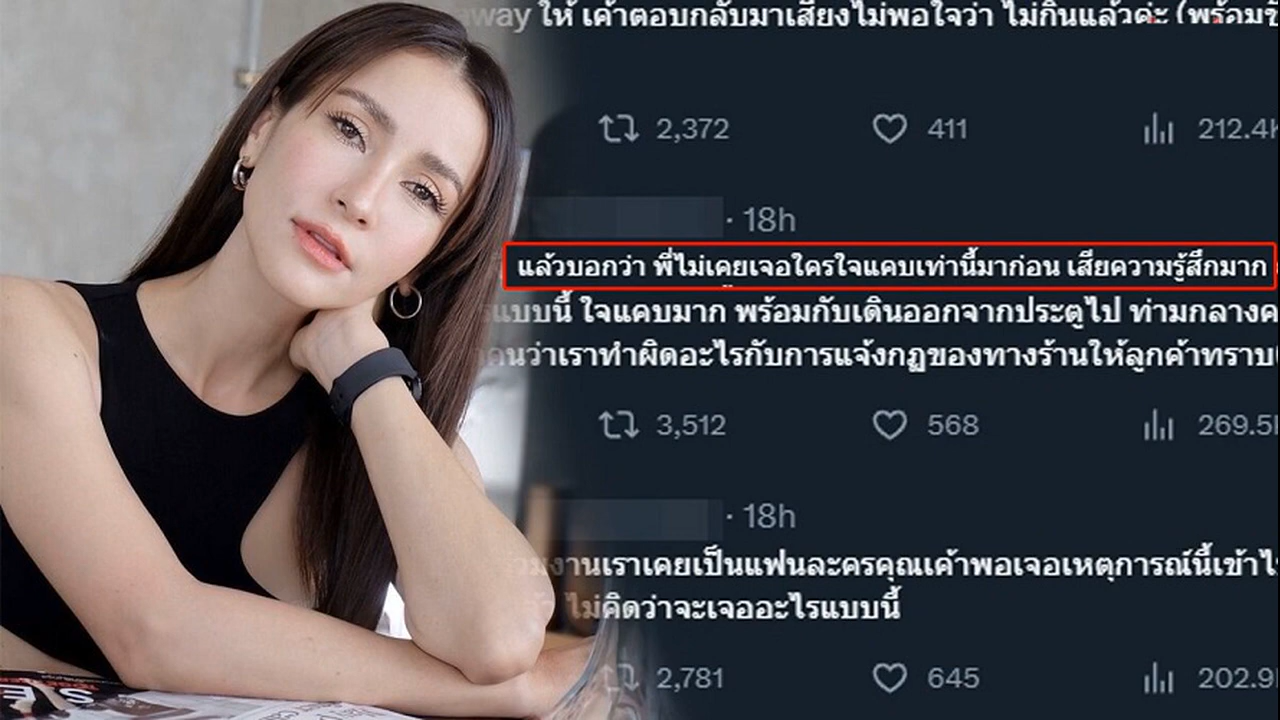 away ให้ เค้าตอบกลับมาเสียงไม่พอใจว่า ไม่กินแล้วค่ะ (พร้อม
2,372 411 212.4K
· 18h
แล้วบอกว่า พี่ไม่เคยเจอใครใจแคบเท่านี้มาก่อน เสียความรู้สึกมาก
แบบนี้ ใจแคบมาก พร้อมกับเดินออกจากประตูไป ท่ามกลาง
คนว่าเราทำผิดอะไรกับการแจ้งกฏของทางร้านให้ลูกค้าทราบ
3,512 568 269.5
· 18h
งานเราเคยเป็นแฟนละครคุณเค้าพอเจอเหตุการณ์นี้เข้า
ไม่คิดว่าจะเจออะไรแบบนี้
2,781 645 202.9